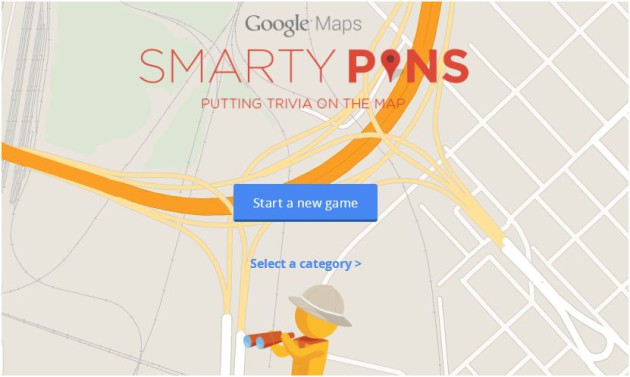 Google Maps
SMARTY PINS
PUTTING TRIVIA ON THE MAP
Start a new game
Select a category >